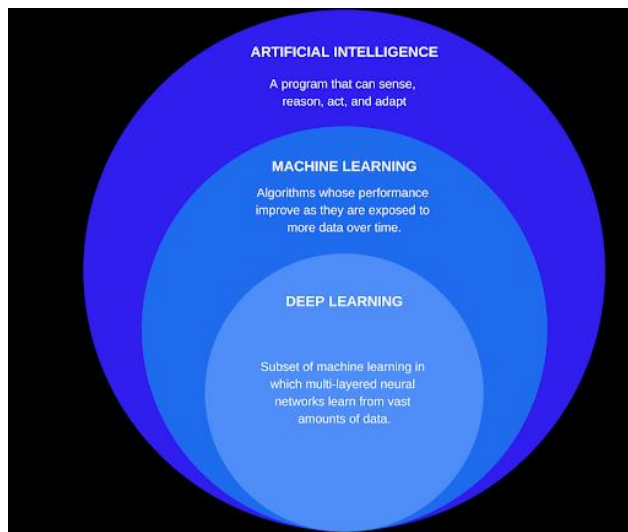 ARTIFICIAL INTELLIGENCE
A program that can sense,
reason, act, and adapt
MACHINE LEARNING
Algorithms whose performance
improve as they are exposed to
more data over time.
DEEP LEARNING
Subset of machine learning in
which multi-layered neural
networks learn from vast
amounts of data.